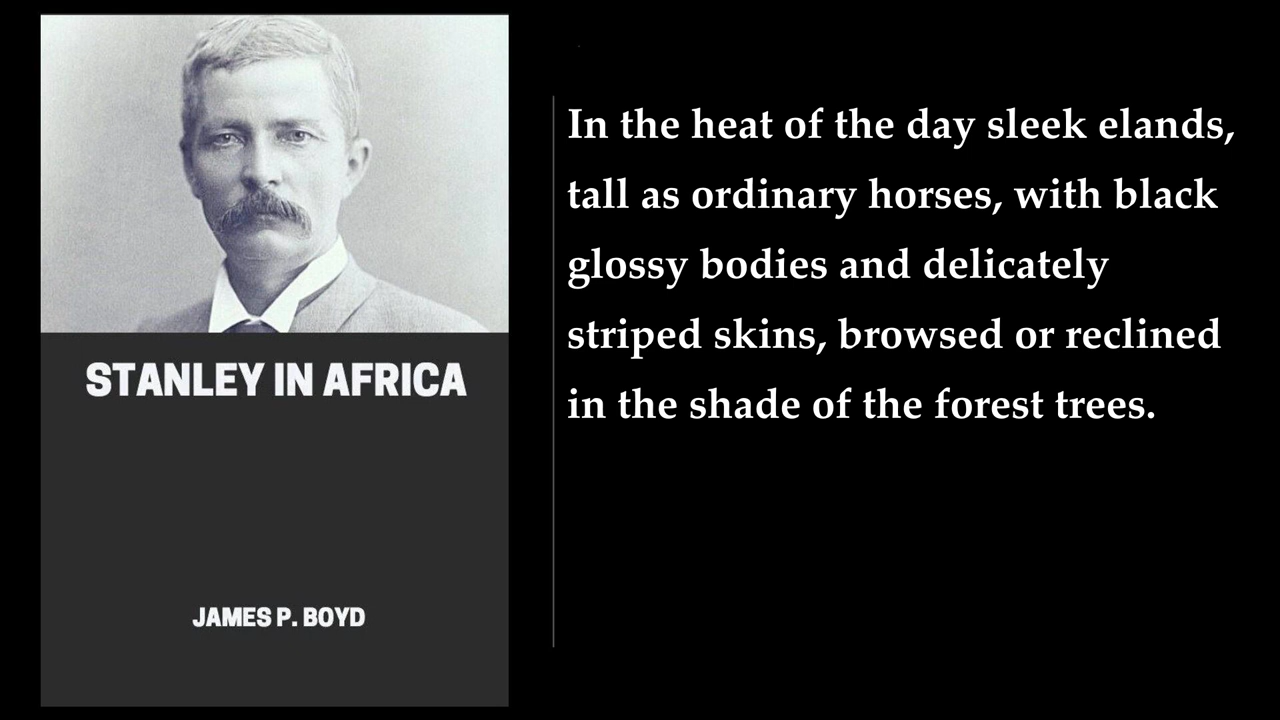 STANLEY IN AFRICA
JAMES P. BOYD
In the heat of the day sleek elands,
tall as ordinary horses, with black
glossy bodies and delicately
striped skins, browsed or reclined
in the shade of the forest trees.